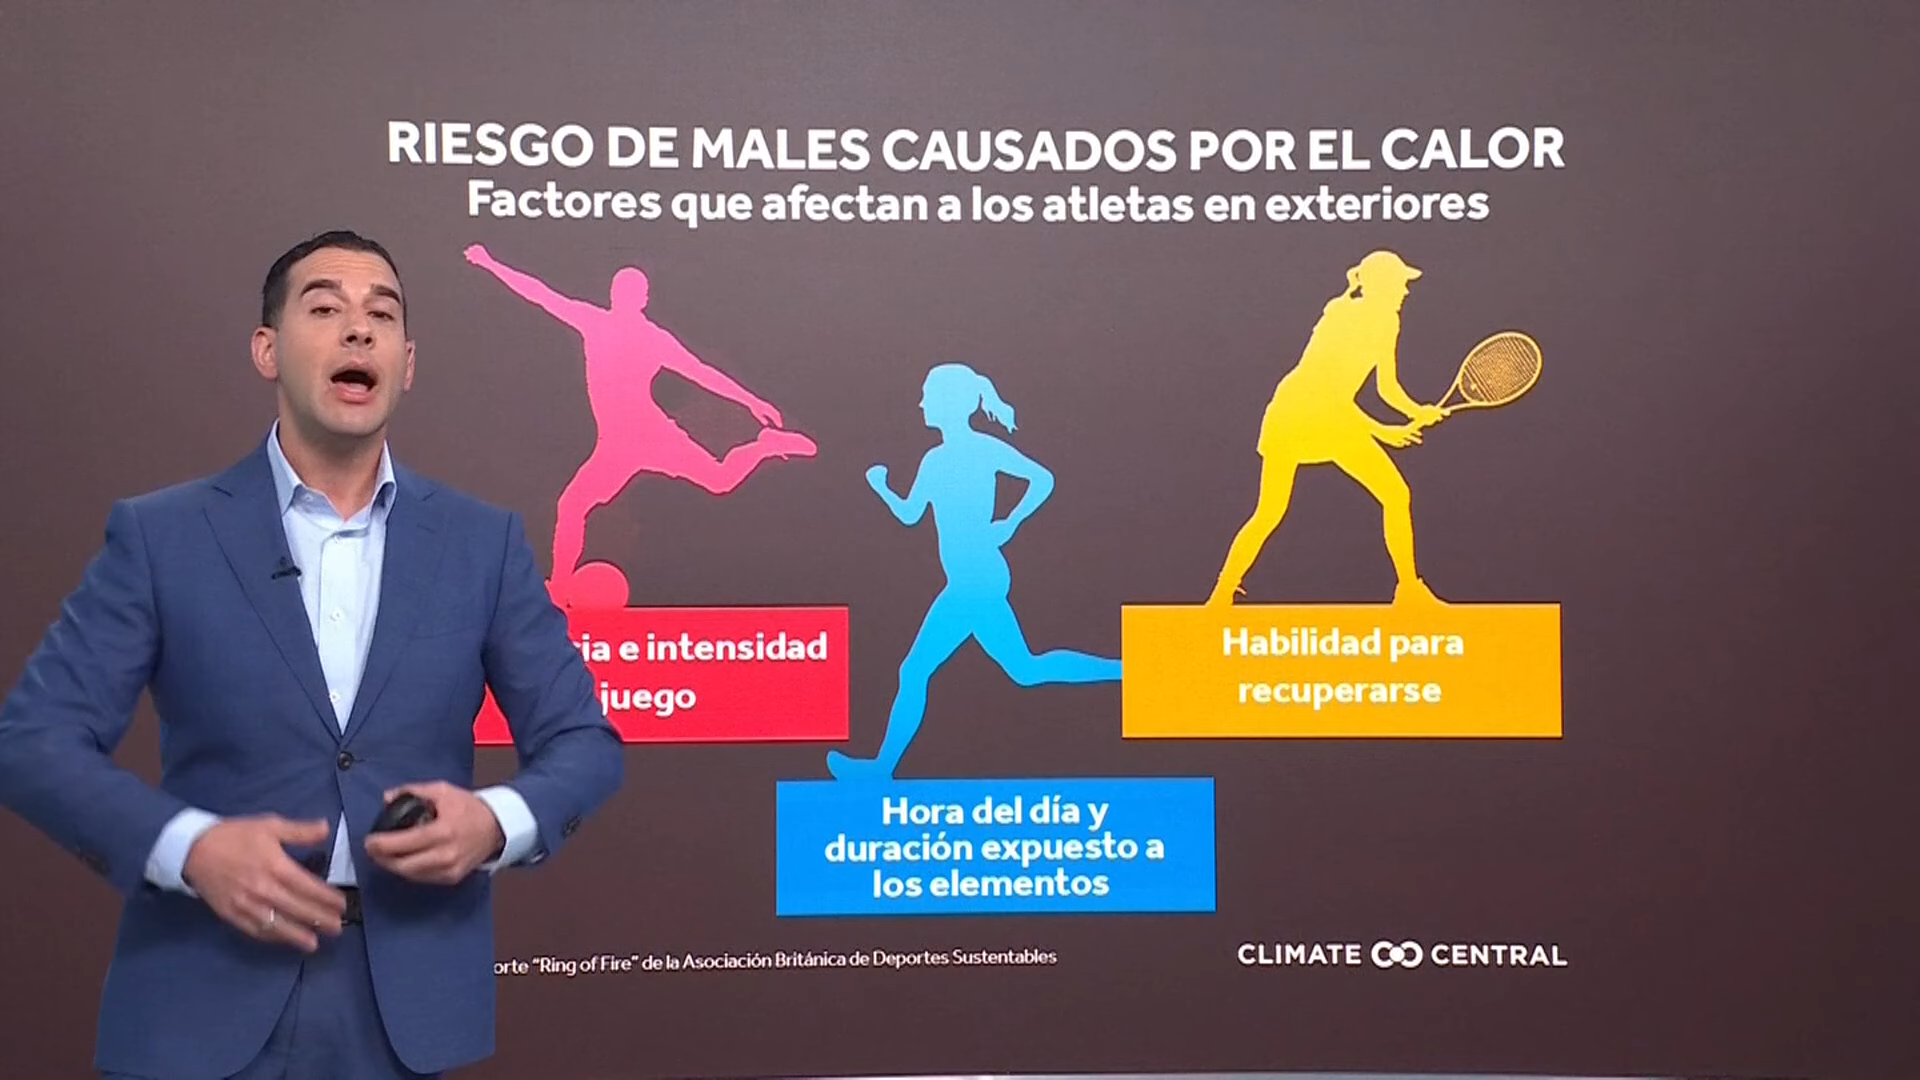 RIESGO DE MALES CAUSADOS POR EL CALOR
Factores que afectan a los atletas en exteriores
e intensidad
juego
Habilidad para
recuperarse
Hora del día y
duración expuesto a
los elementos
"Ring of Fire" de la Asociación Británica de Deportes Sustentables
CLIMATE CENTRAL